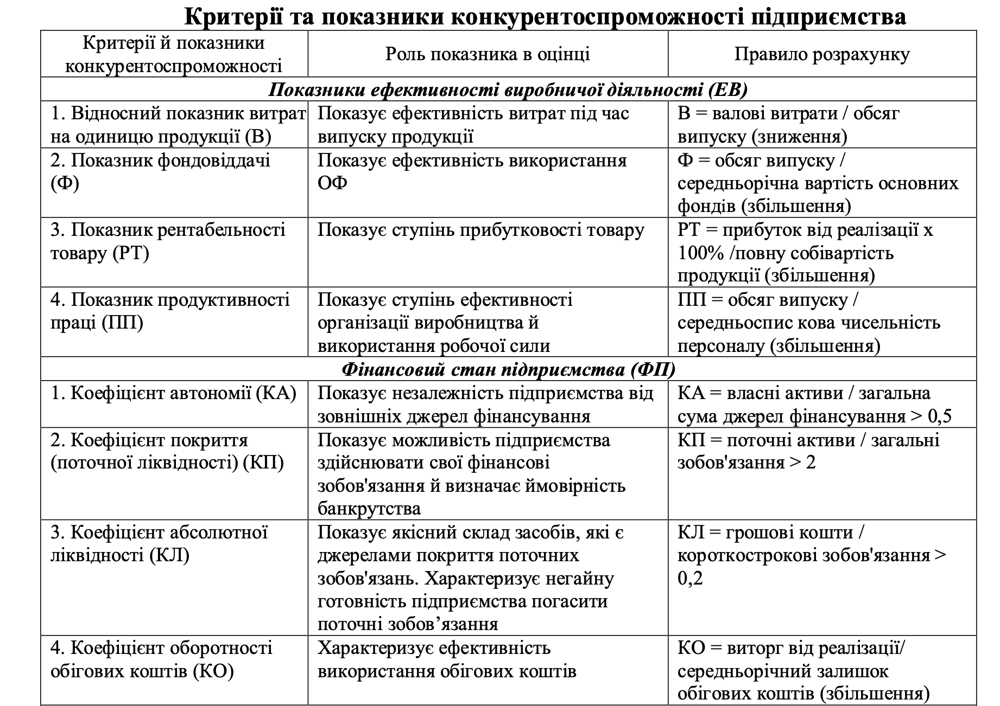 Критерії та показники конкурентоспроможності підприємства
Критерії й показники
конкурентоспроможності
Роль показника в оцінці
Правило розрахунку
Показники ефективності виробничої діяльності (ЕВ)
1. Відносний показник витрат
на одиницю продукції (В)
Показує ефективність витрат під час
випуску продукції
В = валові витрати / обсяг
випуску (зниження)
2. Показник фондовіддачі
(Ф)
Показує ефективність використання
ОФ
Ф = обсяг випуску /
середньорічна вартість основних
фондів (збільшення)
3. Показник рентабельності
товару (РТ)
Показує ступінь прибутковості товару
РТ = прибуток від реалізації х
100% /повну собівартість
продукції (збільшення)
4. Показник продуктивності
праці (ПП)
Показує ступінь ефективності
організації виробництва й
використання робочої сили
ПП = обсяг випуску /
середньоспис кова чисельність
персоналу (збільшення)
Фінансовий стан підприємства (ФП)
1. Коефіцієнт автономії (КА)
Показує незалежність підприємства від
зовнішніх джерел фінансування
КА = власні активи / загальна
сума джерел фінансування > 0,5
2. Коефіцієнт покриття
(поточної ліквідності) (КП)
Показує можливість підприємства
здійснювати свої фінансові
зобов'язання й визначає ймовірність
банкрутства
КП = поточні активи / загальні
зобов'язання > 2
3. Коефіцієнт абсолютної
ліквідності (КЛ)
Показує якісний склад засобів, які є
джерелами покриття поточних
зобов'язань. Характеризує негайну
готовність підприємства погасити
поточні зобов’язання
КЛ = грошові кошти /
короткострокові зобов'язання >
0,2
4. Коефіцієнт оборотності
обігових коштів (КО)
Характеризує ефективність
використання обігових коштів
КО = виторг від реалізації/
середньорічний залишок
обігових коштів (збільшення)